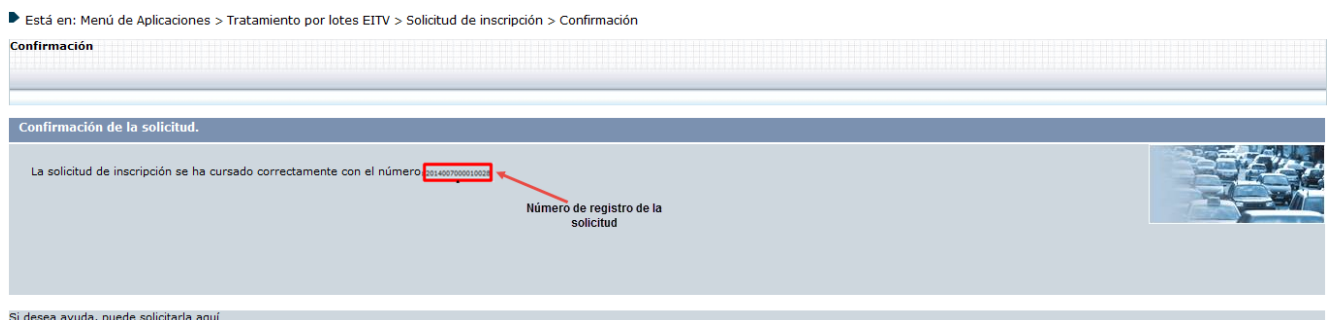 Está en: Menú de Aplicaciones > Tratamiento por lotes EITV > Solicitud de inscripción > Confirmación
Confirmación
Confirmación de la solicitud.
La solicitud de inscripción se ha cursado correctamente con el número 2014007000010028
Número de registro de la
solicitud
Si desea ayuda, puede solicitarla aquí